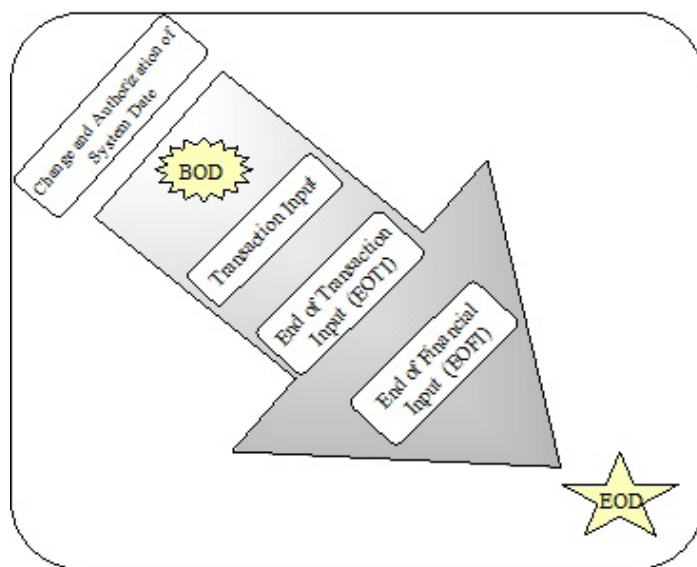 Change and Authorization of
System Date
BOD
Transaction Input
End of Transaction
Input (EOTI)
End of Financial
Input (EOFI)
EOD